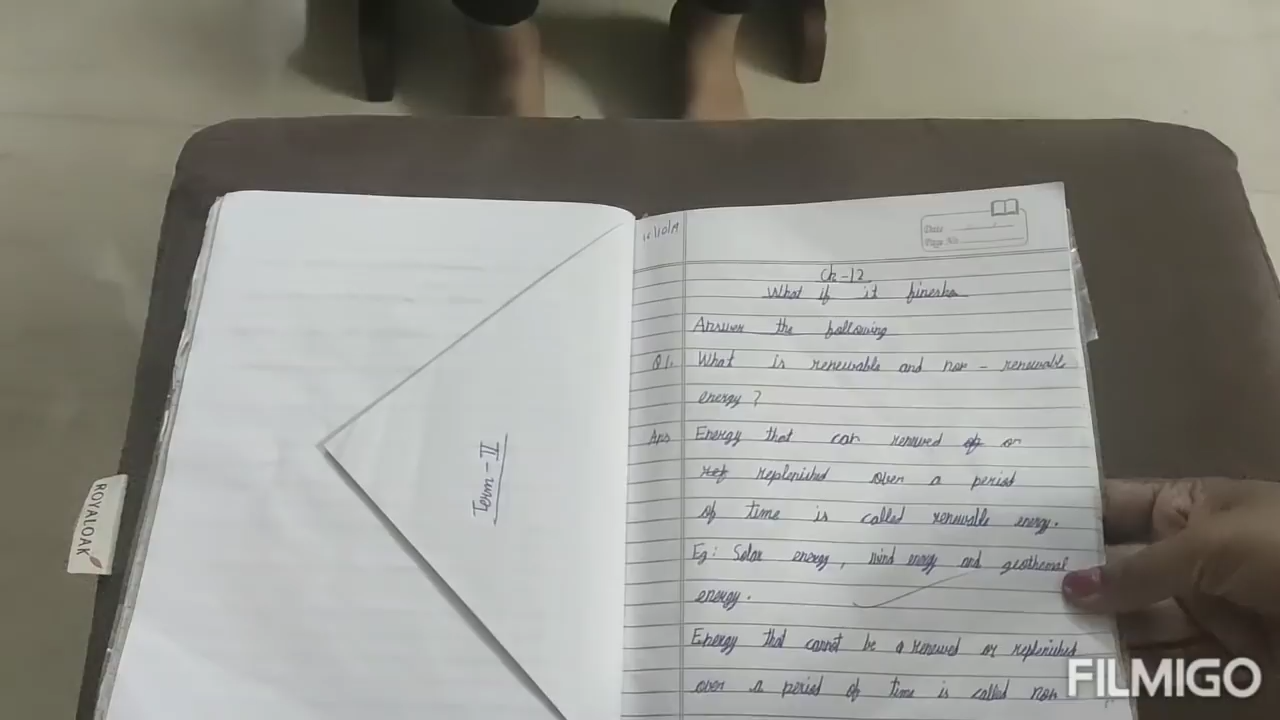 ROYALOAK
Term-II
Date
Page No.
Ch-12
What if it finishes
Answer the following
Q1. What is renewable and non - renewable
energy?
Ans Energy that can renewed or
replenished over a period
of time is called renewable energy.
Eg: Solar energy, wind energy and geothermal
energy.
Energy that cannot be renewed or replenished
over a period of time is called non
FILMIGO